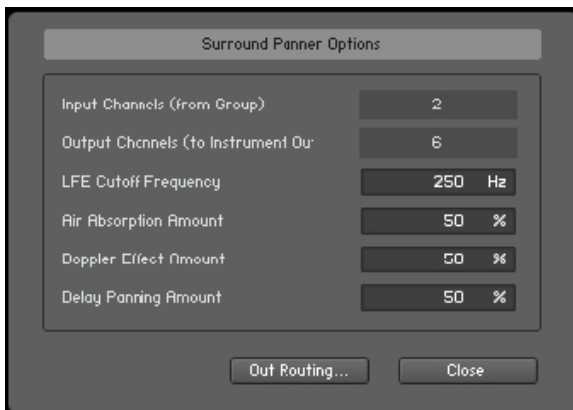 Surround Panner Options
Input Channels (from Group) 2
Output Channels (to Instrument Ou 6
LFE Cutoff Frequency 250 Hz
Air Absorption Amount 50 %
Doppler Effect Amount 50 %
Delay Panning Amount 50 %
Out Routing... Close